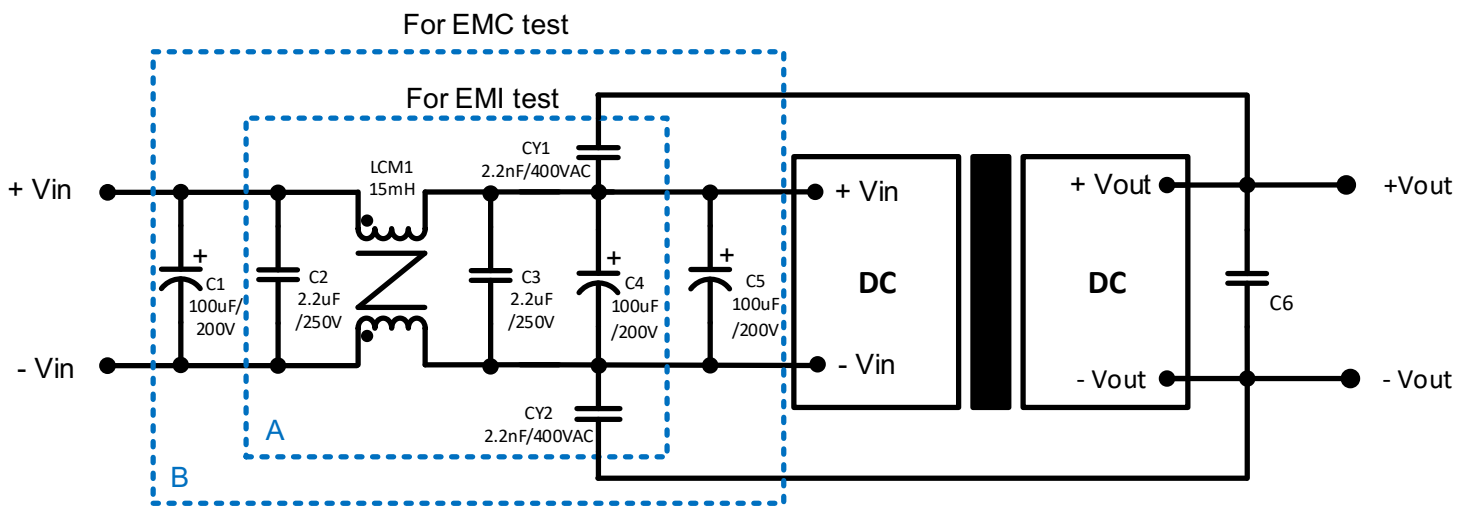 For EMC test
For EMI test
CY1
2.2nF/400VAC
LCM1
15mH
+ Vin
+ Vin
+ Vout
+Vout
+
C1
100uF/
200V
C2
2.2uF
/250V
C3
2.2uF
/250V
+
C4
100uF
/200V
+
C5
100uF
/200V
DC
DC
C6
- Vin
- Vin
- Vout
- Vout
CY2
2.2nF/400VAC
A
B